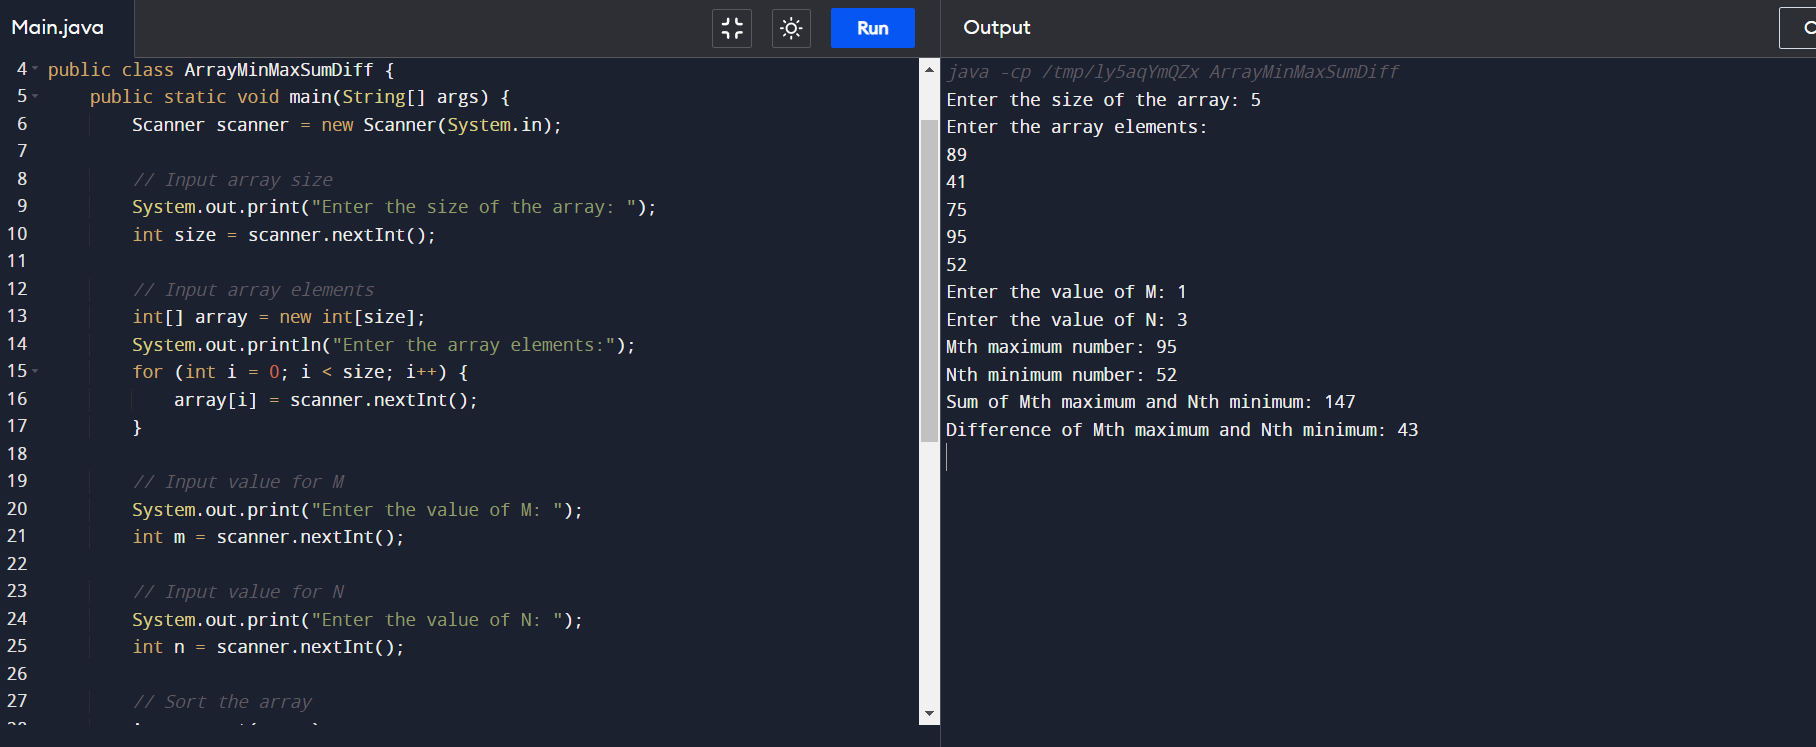 Main.java
Run
Output
4 public class ArrayMinMaxSumDiff {
5 public static void main(String[] args) {
6 Scanner scanner = new Scanner(System.in);
7
8 // Input array size
9 System.out.print("Enter the size of the array: ");
10 int size = scanner.nextInt();
11
12 // Input array elements
13 int[] array = new int[size];
14 System.out.println("Enter the array elements:");
15 for (int i = 0; i < size; i++) {
16 array[i] = scanner.nextInt();
17 }
18
19 // Input value for M
20 System.out.print("Enter the value of M: ");
21 int m = scanner.nextInt();
22
23 // Input value for N
24 System.out.print("Enter the value of N: ");
25 int n = scanner.nextInt();
26
27 // Sort the array
java -cp /tmp/ly5aqYmQZx ArrayMinMaxSumDiff
Enter the size of the array: 5
Enter the array elements:
89
41
75
95
52
Enter the value of M: 1
Enter the value of N: 3
Mth maximum number: 95
Nth minimum number: 52
Sum of Mth maximum and Nth minimum: 147
Difference of Mth maximum and Nth minimum: 43